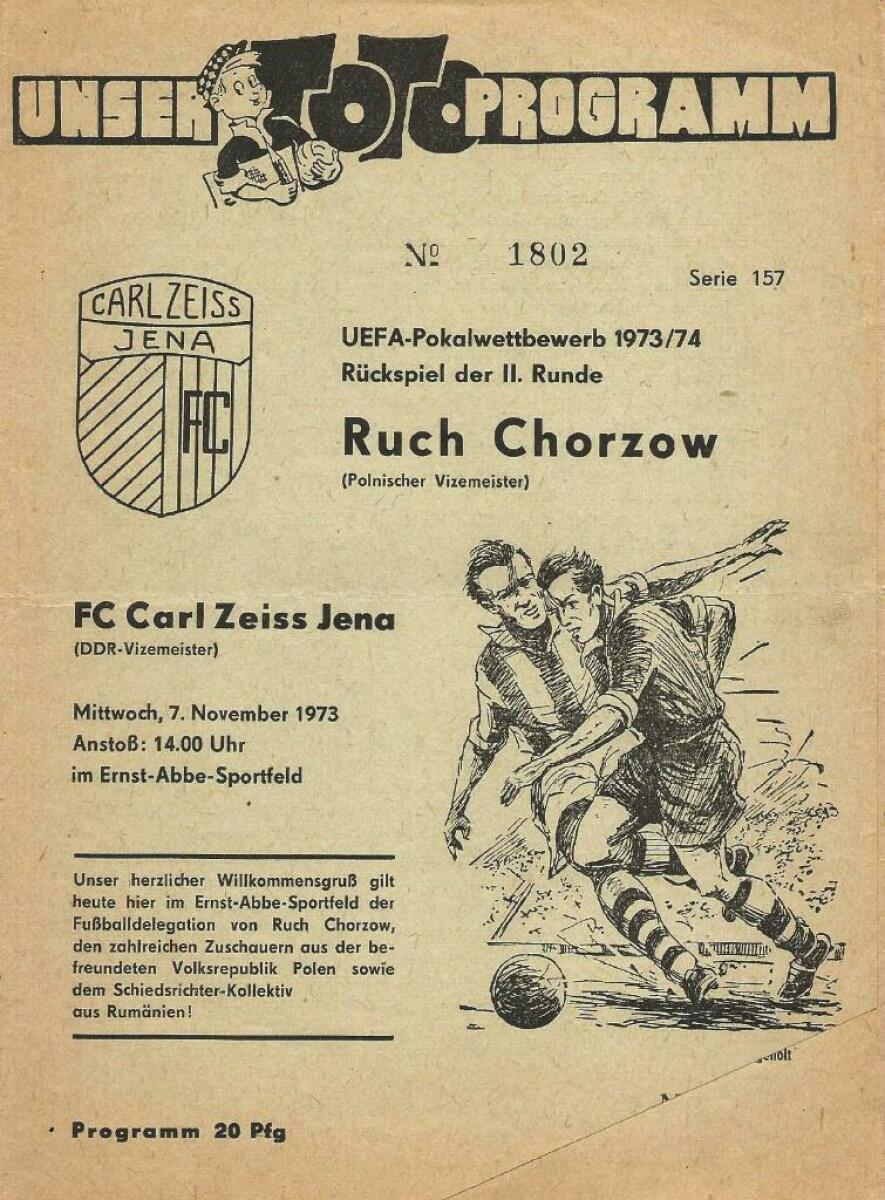 UNSER TOTO-PROGRAMM
№ 1802
Serie 157
CARL ZEISS
JENA
FC
UEFA-Pokalwettbewerb 1973/74
Rückspiel der II. Runde
Ruch Chorzow
(Polnischer Vizemeister)
FC Carl Zeiss Jena
(DDR-Vizemeister)
Mittwoch, 7. November 1973
Anstoß: 14.00 Uhr
im Ernst-Abbe-Sportfeld
Unser herzlicher Willkommensgruß gilt
heute hier im Ernst-Abbe-Sportfeld der
Fußballdelegation von Ruch Chorzow,
den zahlreichen Zuschauern aus der be-
freundeten Volksrepublik Polen sowie
dem Schiedsrichter-Kollektiv
aus Rumänien!
Programm 20 Pfg